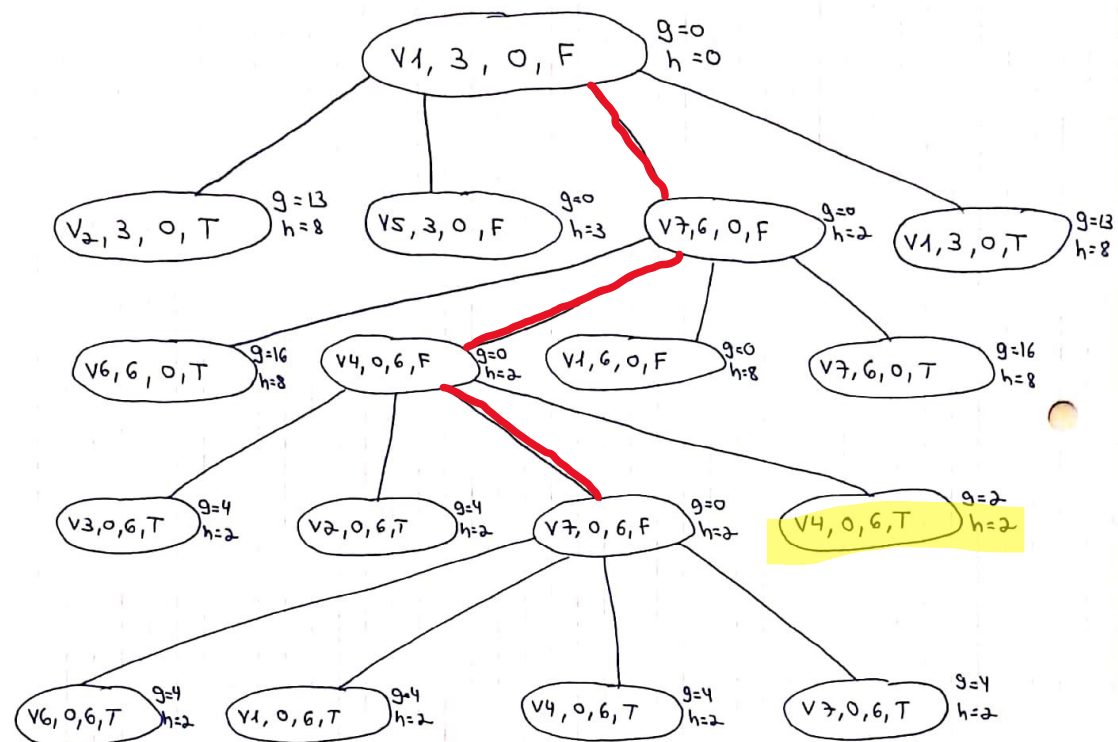 V1, 3, 0, F
g=0
h=0
V2, 3, 0, T
g=13
h=8
V5, 3, 0, F
g=0
h=3
V7, 6, 0, F
g=0
h=2
V1, 3, 0, T
g=13
h=8
V6, 6, 0, T
g=16
h=8
V4, 0, 6, F
g=0
h=2
V1, 6, 0, F
g=0
h=8
V7, 6, 0, T
g=16
h=8
V3, 0, 6, T
g=4
h=2
V2, 0, 6, T
g=4
h=2
V7, 0, 6, F
g=0
h=2
V4, 0, 6, T
g=2
h=2
V6, 0, 6, T
g=4
h=2
V1, 0, 6, T
g=4
h=2
V4, 0, 6, T
g=4
h=2
V7, 0, 6, T
g=4
h=2